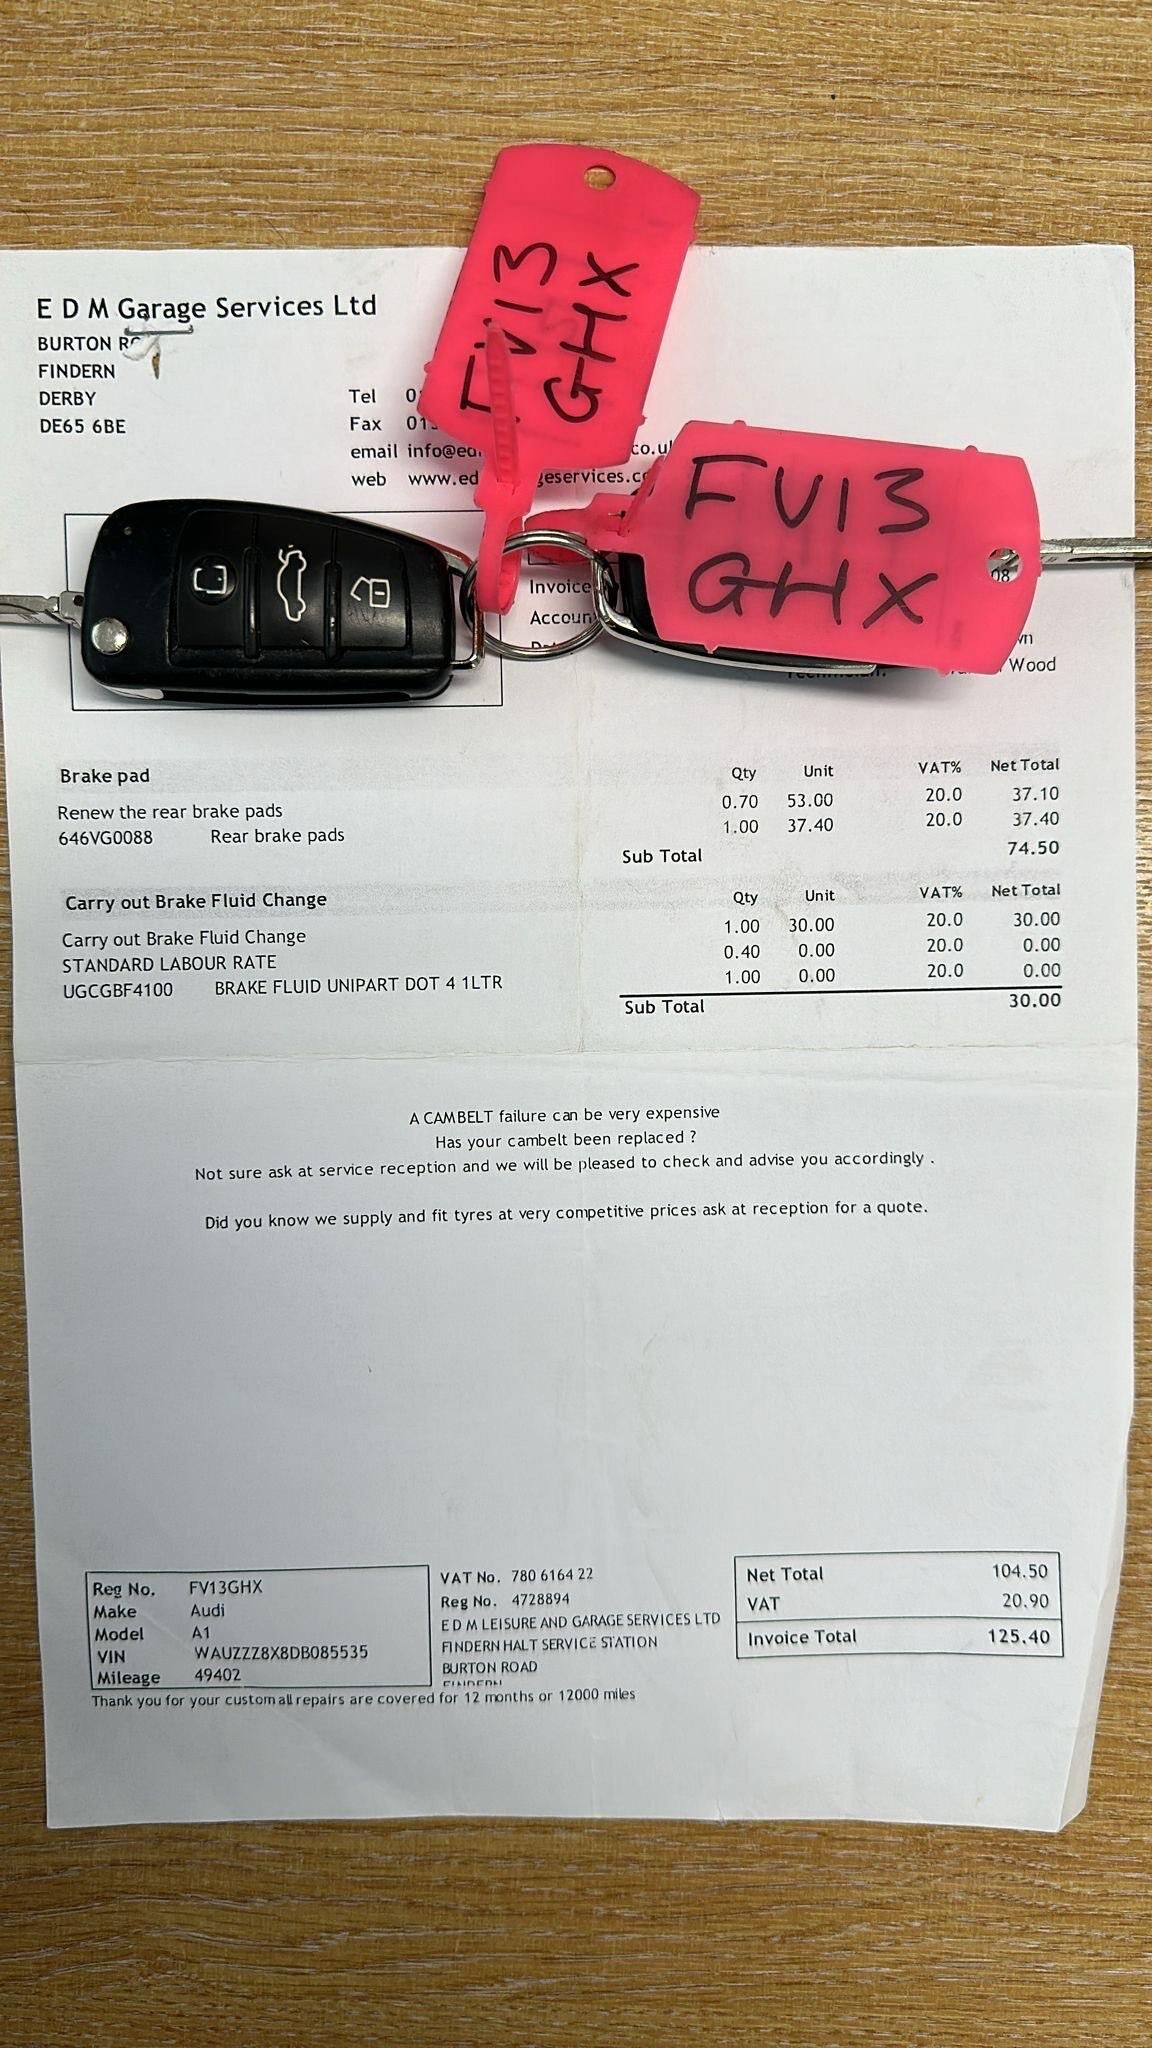 FV13
GHX
FV13
GHX
E D M Garage Services Ltd
BURTON
FINDERN
DERBY
DE65 6BE
Tel
Fax
email
web
Invoice
Wood
Brake pad Qty Unit VAT% Net Total
Renew the rear brake pads 0.70 53.00 20.0 37.10
646VG0088 Rear brake pads 1.00 37.40 20.0 37.40
Sub Total 74.50
Carry out Brake Fluid Change Qty Unit VAT% Net Total
Carry out Brake Fluid Change 1.00 30.00 20.0 30.00
STANDARD LABOUR RATE 0.40 0.00 20.0 0.00
UGCGBF4100 BRAKE FLUID UNIPART DOT 4 1LTR 1.00 0.00 20.0 0.00
Sub Total 30.00
A CAMBELT failure can be very expensive
Has your cambelt been replaced ?
Not sure ask at service reception and we will be pleased to check and advise you accordingly .
Did you know we supply and fit tyres at very competitive prices ask at reception for a quote.
Reg No. FV13GHX
Make Audi
Model A1
VIN WAUZZZ8X8DB085535
Mileage 49402
VAT No. 780 6164 22
Reg No. 4728894
E D M LEISURE AND GARAGE SERVICES LTD
FINDERN HALT SERVICE STATION
BURTON ROAD
Net Total 104.50
VAT 20.90
Invoice Total 125.40
Thank you for your custom all repairs are covered for 12 months or 12000 miles